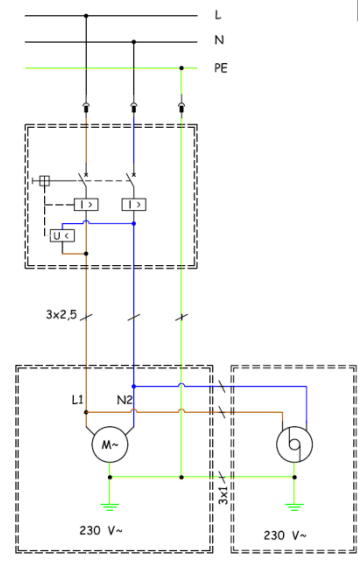 L
N
PE
I >
I >
U <
3x2,5
L1
N2
M~
3x1
230 V~
230 V~